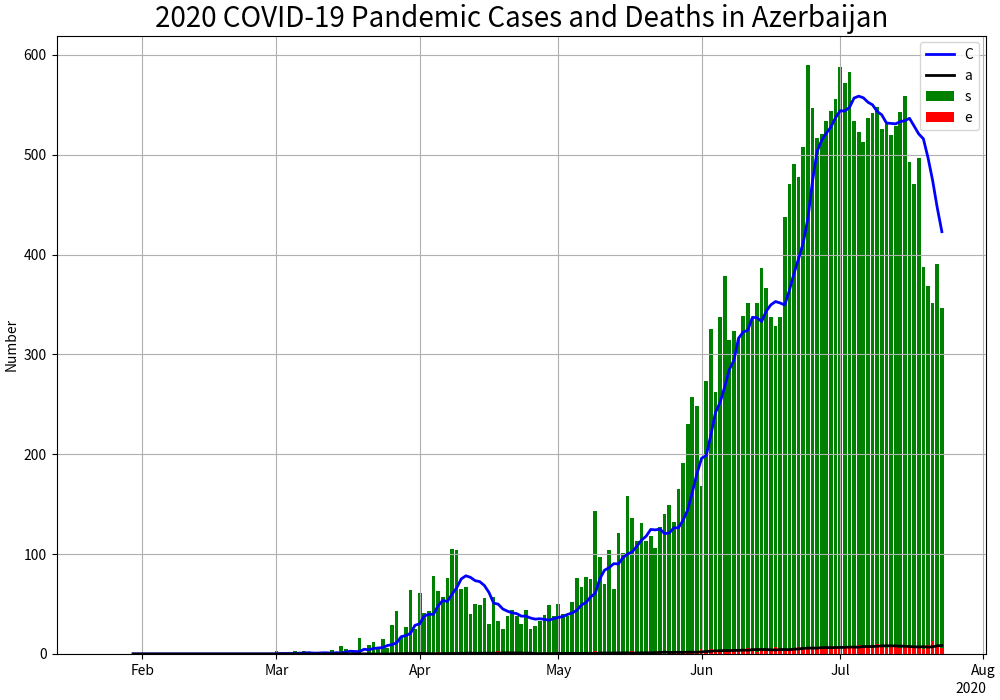 2020 COVID-19 Pandemic Cases and Deaths in Azerbaijan
C
a
s
e
Number
600
500
400
300
200
100
0
Feb Mar Apr May Jun Jul Aug
2020